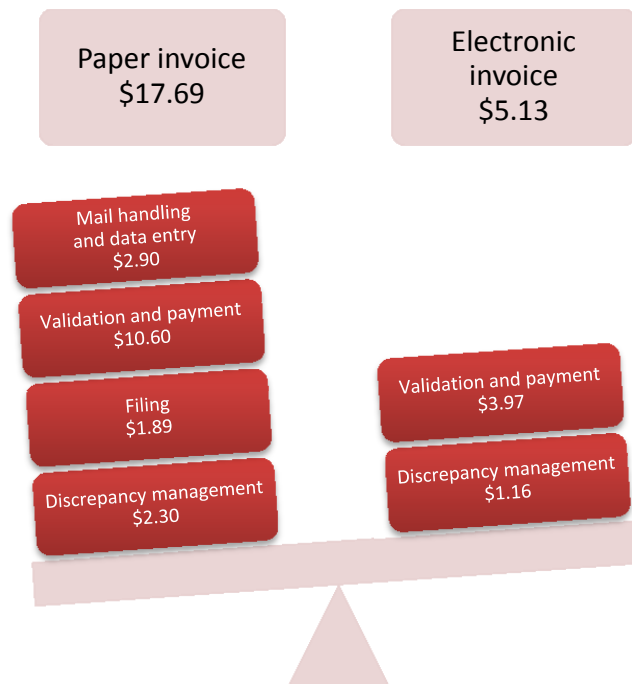 Paper invoice
$17.69
Electronic
invoice
$5.13
Mail handling
and data entry
$2.90
Validation and payment
$10.60
Filing
$1.89
Discrepancy management
$2.30
Validation and payment
$3.97
Discrepancy management
$1.16